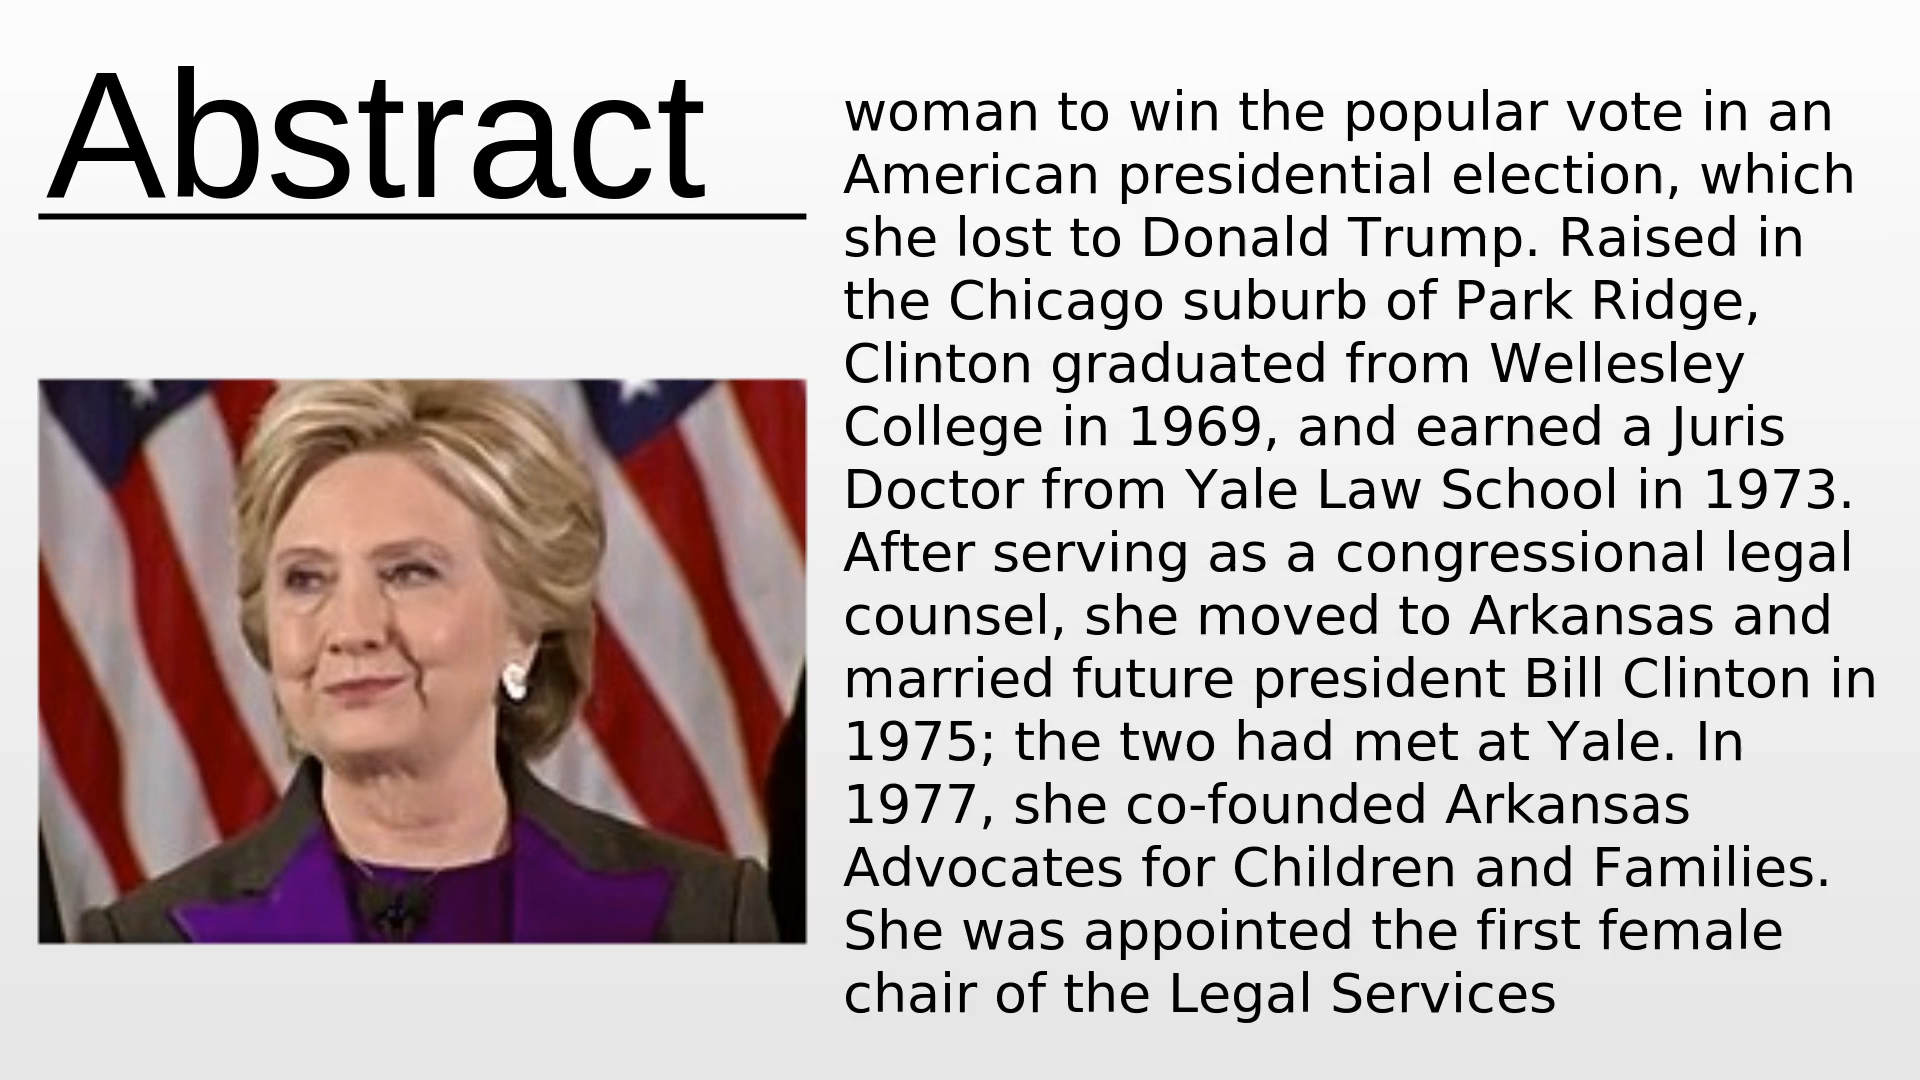 Abstract
woman to win the popular vote in an
American presidential election, which
she lost to Donald Trump. Raised in
the Chicago suburb of Park Ridge,
Clinton graduated from Wellesley
College in 1969, and earned a Juris
Doctor from Yale Law School in 1973.
After serving as a congressional legal
counsel, she moved to Arkansas and
married future president Bill Clinton in
1975; the two had met at Yale. In
1977, she co-founded Arkansas
Advocates for Children and Families.
She was appointed the first female
chair of the Legal Services